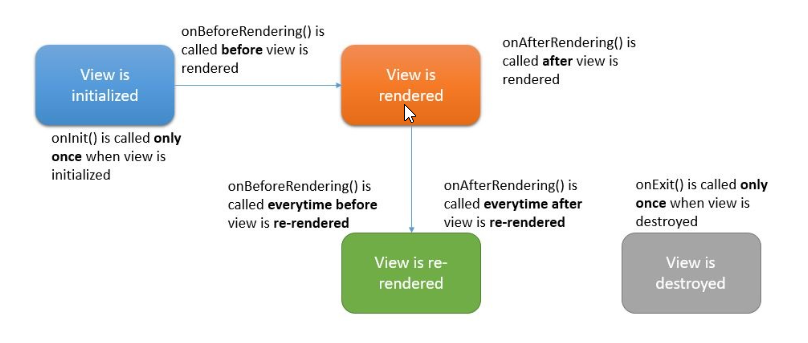 onBeforeRendering() is
called before view is
rendered
View is
initialized
View is
rendered
onAfterRendering() is
called after view is
rendered
onInit() is called only
once when view is
initialized
onBeforeRendering() is
called everytime before
view is re-rendered
onAfterRendering() is
called everytime after
view is re-rendered
onExit() is called only
once when view is
destroyed
View is re-
rendered
View is
destroyed